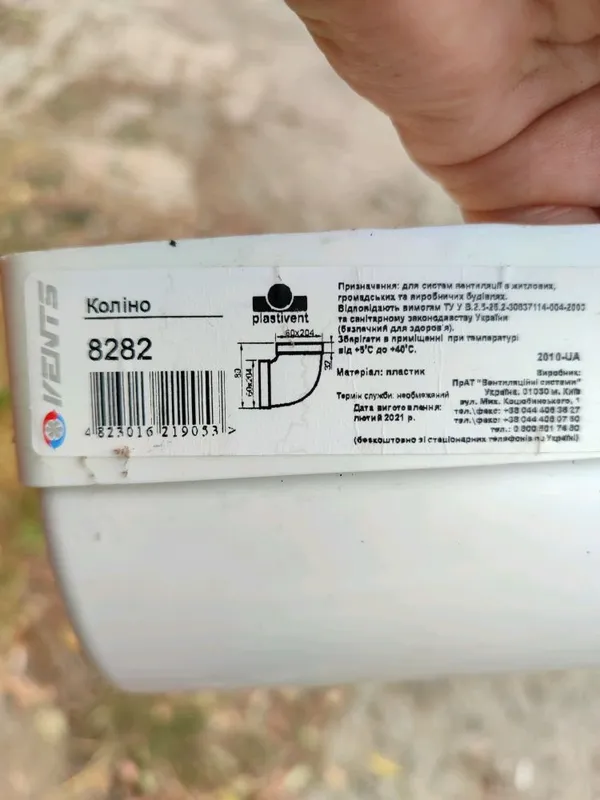 VENTS
Коліно
8282
4 823016 219053 >
plastivent
60x204
80
60x204
32
Призначення: для систем вентиляції в житлових,
громадських та виробничих будівлях.
Відповідають вимогам ТУ У В.2.5-25.2-30637114-004-2003
та санітарному законодавству України
(безпечний для здоров'я).
Зберігати в приміщенні при температурі
від +5°C до +40°C.
2010-UA
Матеріал: пластик
Термін служби: необмежений
Дата виготовлення:
лютий 2021 р.
Виробник:
ПрАТ "Вентиляційні системи"
Україна, 01030 м. Київ
вул. Мих. Коцюбинського, 1
тел.\факс: +38 044 406 36 27
тел.\факс: +38 044 406 07 60
тел.: 0 800 501 74 80
(безкоштовно зі стаціонарних телефонів по Україні)